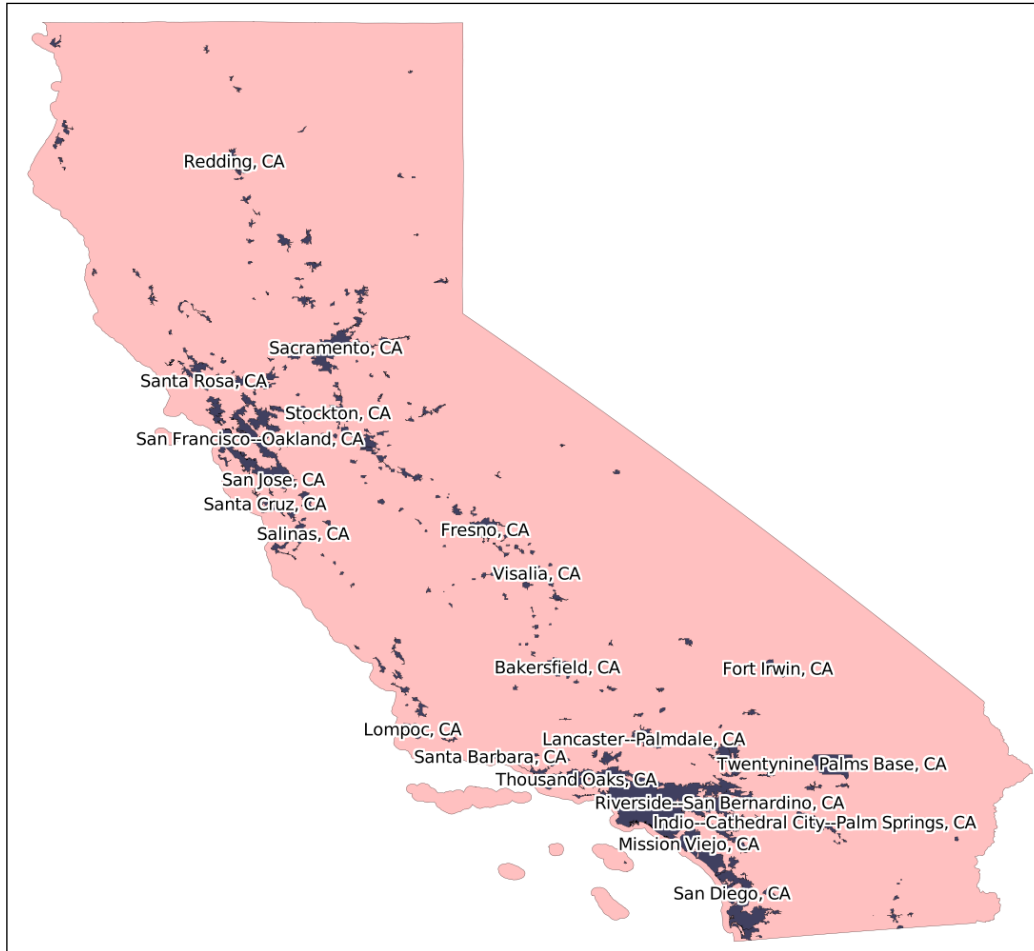 Redding, CA
Sacramento, CA
Santa Rosa, CA
Stockton, CA
San Francisco--Oakland, CA
San Jose, CA
Santa Cruz, CA
Fresno, CA
Salinas, CA
Visalia, CA
Bakersfield, CA
Fort Irwin, CA
Lompoc, CA
Lancaster--Palmdale, CA
Santa Barbara, CA
Twentynine Palms Base, CA
Thousand Oaks, CA
Riverside--San Bernardino, CA
Indio--Cathedral City--Palm Springs, CA
Mission Viejo, CA
San Diego, CA